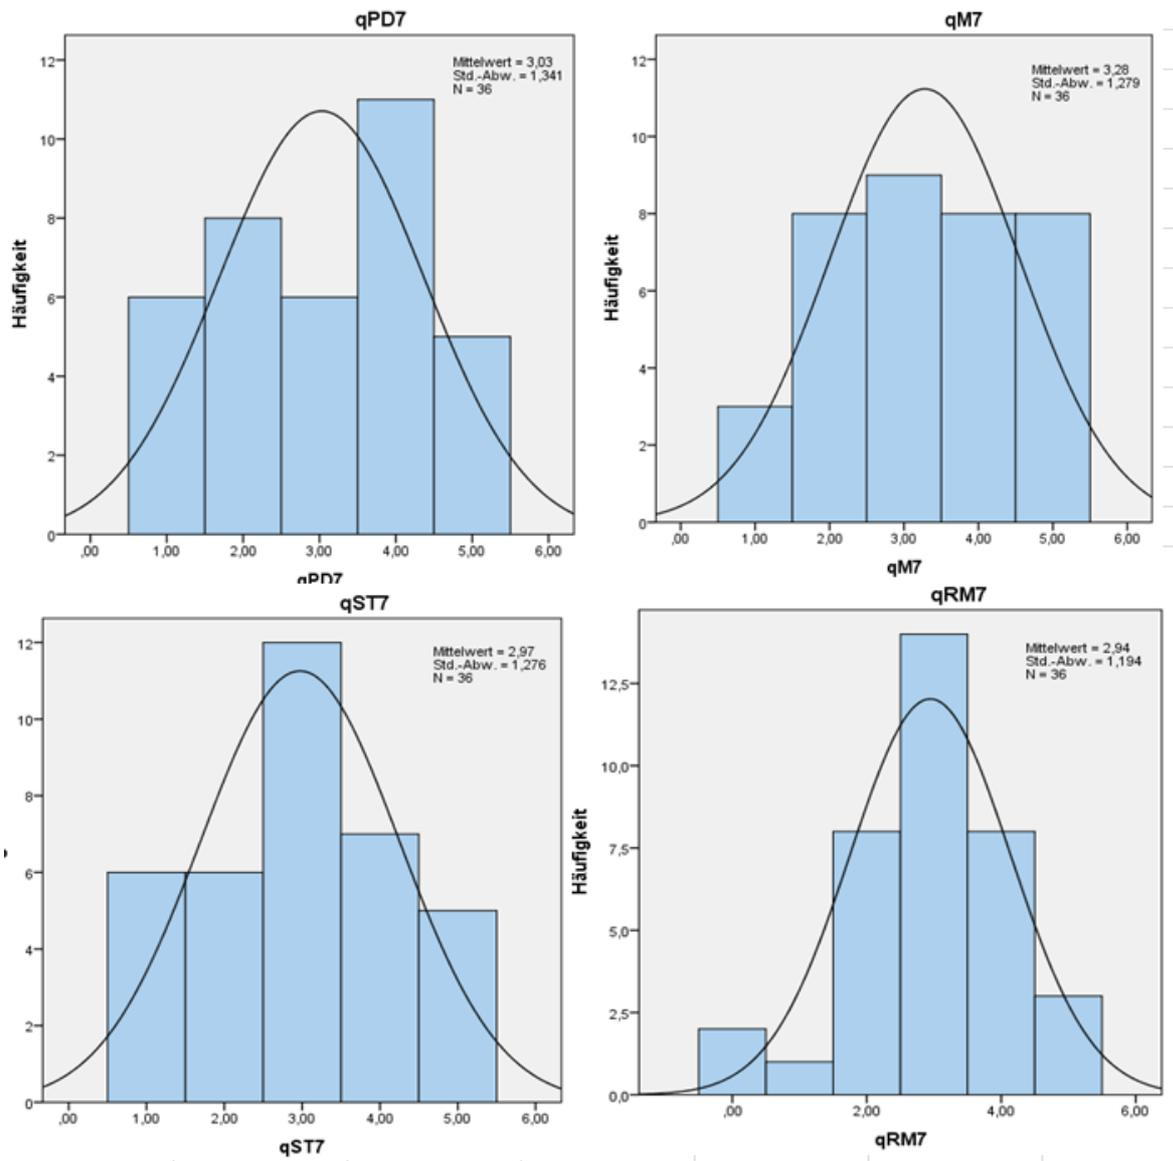 qPD7
Mittelwert = 3,03
Std.-Abw. = 1,341
N = 36
12
10
8
6
4
2
0
Häufigkeit
,00 1,00 2,00 3,00 4,00 5,00 6,00
qPD7
qM7
Mittelwert = 3,28
Std.-Abw. = 1,279
N = 36
12
10
8
6
4
2
0
Häufigkeit
,00 1,00 2,00 3,00 4,00 5,00 6,00
qM7
qST7
Mittelwert = 2,97
Std.-Abw. = 1,276
N = 36
12
10
8
6
4
2
0
,00 1,00 2,00 3,00 4,00 5,00 6,00
qST7
qRM7
Mittelwert = 2,94
Std.-Abw. = 1,194
N = 36
12,5
10,0
7,5
5,0
2,5
0,0
Häufigkeit
,00 2,00 4,00 6,00
qRM7